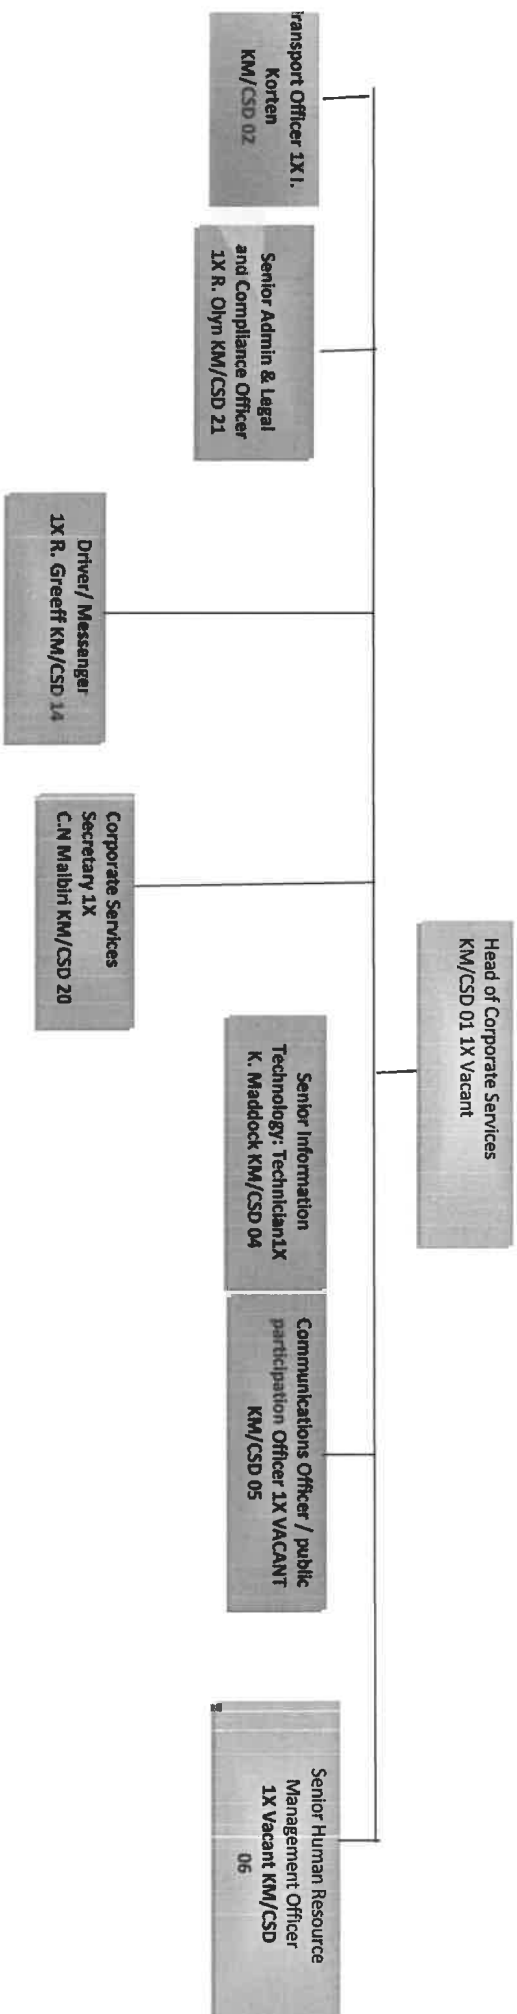 Head of Corporate Services
KM/CSD 01 1X Vacant
Transport Officer 1X I.
Korten
KM/CSD 02
Senior Admin & Legal
and Compliance Officer
1X R. Olyn KM/CSD 21
Driver/ Messenger
1X R. Greeff KM/CSD 14
Corporate Services
Secretary 1X
C.N Malbiri KM/CSD 20
Senior Information
Technology: Technician1X
K. Maddock KM/CSD 04
Communications Officer / public
participation Officer 1X VACANT
KM/CSD 05
Senior Human Resource
Management Officer
1X Vacant KM/CSD
06